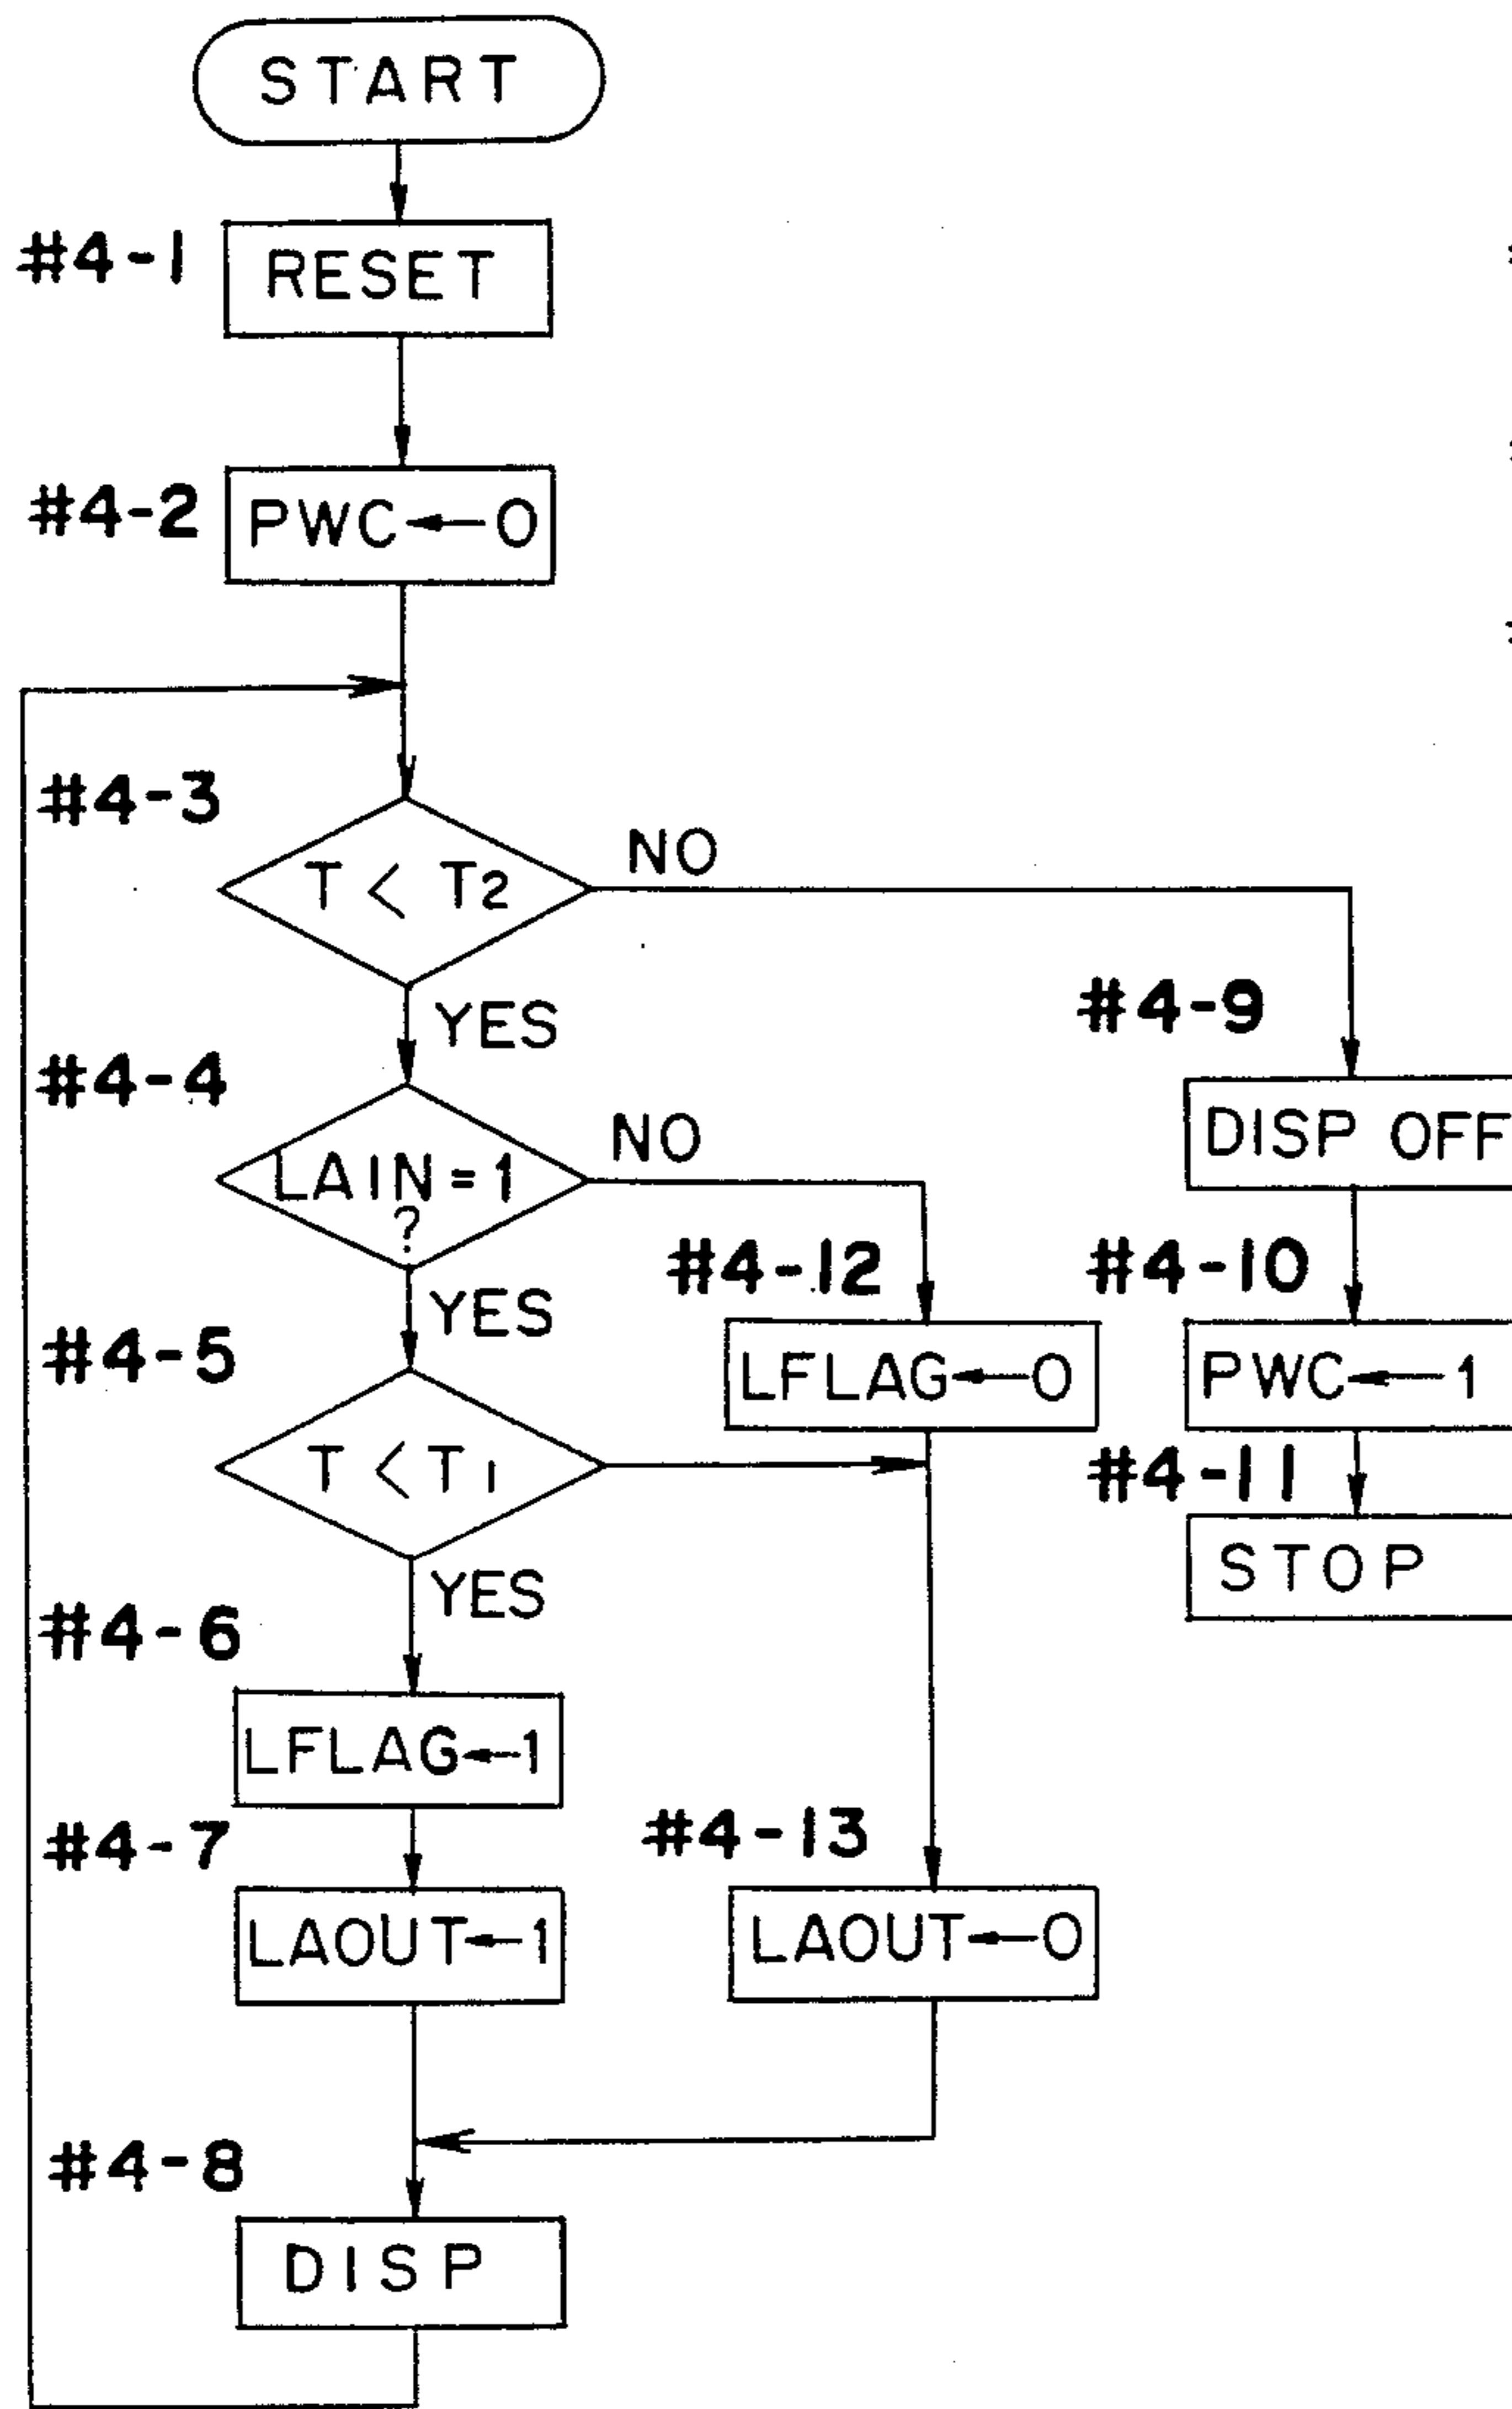 START
#4-1
RESET
#4-2
PWC←0
#4-3
T < T2
NO
YES
#4-9
#4-4
DISP OFF
LAIN=1
?
NO
YES
#4-12
#4-10
#4-5
LFLAG←0
PWC←1
T < T1
#4-11
YES
STOP
#4-6
LFLAG←1
#4-7
#4-13
LAOUT←1
LAOUT←0
#4-8
DISP